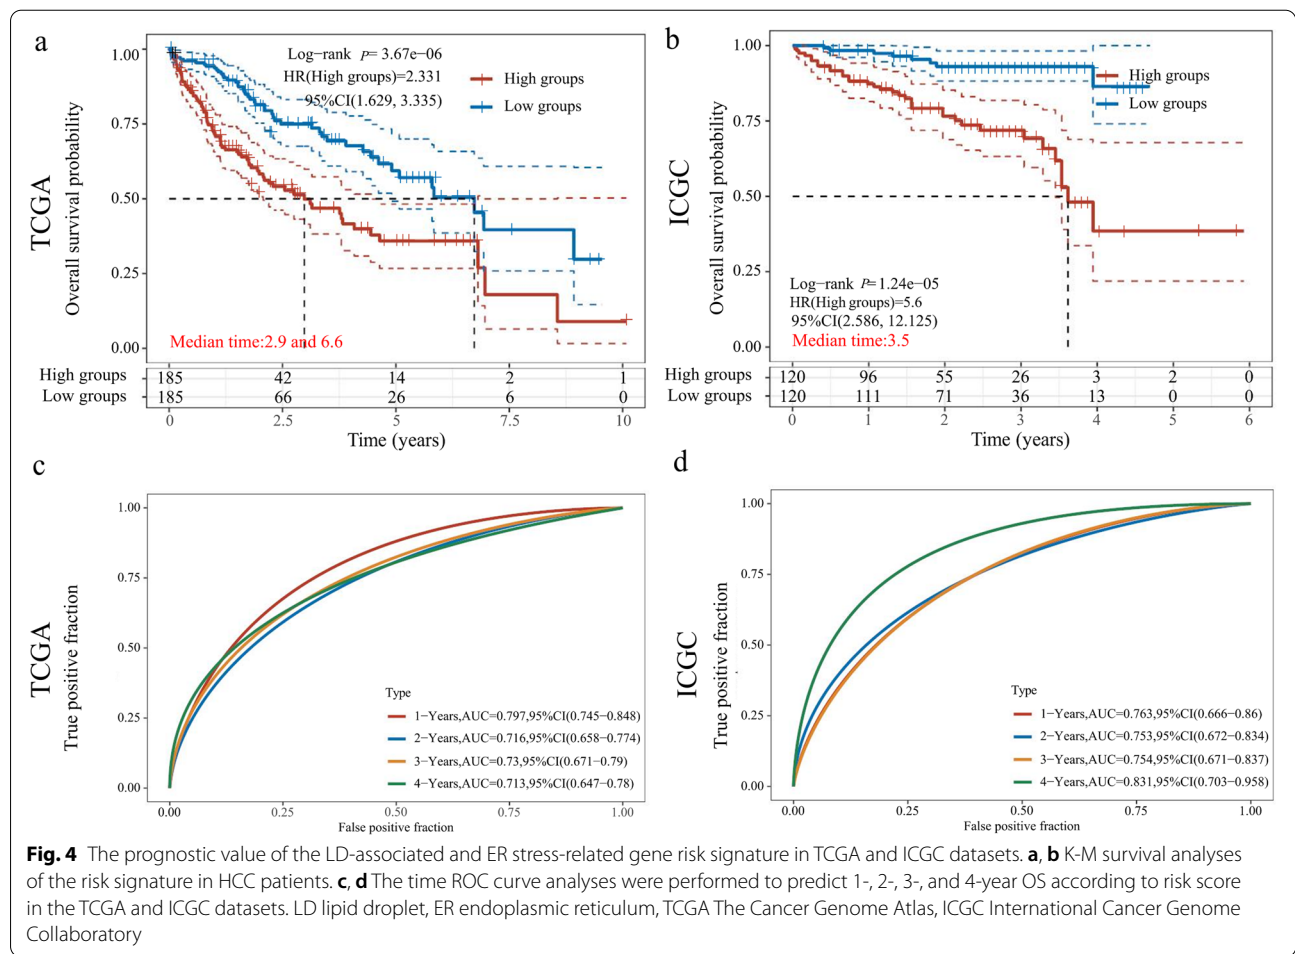 a
Log−rank P= 3.67e−06
HR(High groups)=2.331
95%CI(1.629, 3.335)
High groups
Low groups
TCGA
Overall survival probability
1.00
0.75
0.50
0.25
0.00
Median time:2.9 and 6.6
High groups 185 42 14 2 1
Low groups 185 66 26 6 0
0 2.5 5 7.5 10
Time (years)
b
High groups
Low groups
ICGC
Overall survival probability
1.00
0.75
0.50
0.25
0.00
Log−rank P=1.24e−05
HR(High groups)=5.6
95%CI(2.586, 12.125)
Median time:3.5
High groups 120 96 55 26 3 2 0
Low groups 120 111 71 36 13 0 0
0 1 2 3 4 5 6
Time (years)
c
TCGA
True positive fraction
1.00
0.75
0.50
0.25
0.00
Type
1−Years,AUC=0.797,95%CI(0.745−0.848)
2−Years,AUC=0.716,95%CI(0.658−0.774)
3−Years,AUC=0.73,95%CI(0.671−0.79)
4−Years,AUC=0.713,95%CI(0.647−0.78)
0.00 0.25 0.50 0.75 1.00
False positive fraction
d
ICGC
True positive fraction
1.00
0.75
0.50
0.25
0.00
Type
1−Years,AUC=0.763,95%CI(0.666−0.86)
2−Years,AUC=0.753,95%CI(0.672−0.834)
3−Years,AUC=0.754,95%CI(0.671−0.837)
4−Years,AUC=0.831,95%CI(0.703−0.958)
0.00 0.25 0.50 0.75 1.00
False positive fraction
Fig. 4 The prognostic value of the LD-associated and ER stress-related gene risk signature in TCGA and ICGC datasets. a, b K-M survival analyses
of the risk signature in HCC patients. c, d The time ROC curve analyses were performed to predict 1-, 2-, 3-, and 4-year OS according to risk score
in the TCGA and ICGC datasets. LD lipid droplet, ER endoplasmic reticulum, TCGA The Cancer Genome Atlas, ICGC International Cancer Genome
Collaboratory